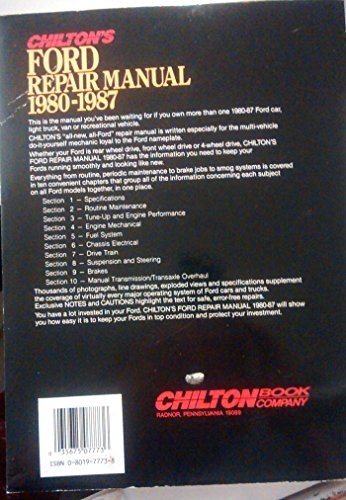 CHILTON'S
FORD
REPAIR MANUAL
1980-1987
This is the manual you've been waiting for if you own more than one 1980-87 Ford car,
light truck, van or recreational vehicle.
CHILTON'S "all-new, all-Ford" repair manual is written especially for the multi-vehicle
do-it-yourself mechanic loyal to the Ford nameplate.
Whether your Ford is rear wheel drive, front wheel drive or 4-wheel drive, CHILTON'S
FORD REPAIR MANUAL 1980-87 has the information you need to keep your
Fords running smoothly and looking like new.
Everything from routine, periodic maintenance to brake jobs to smog systems is covered
in ten convenient chapters that group all of the information concerning each subject
on all Ford models together, in one place.
Section 1 – Specifications
Section 2 – Routine Maintenance
Section 3 – Tune-Up and Engine Performance
Section 4 – Engine Mechanical
Section 5 – Fuel System
Section 6 – Chassis Electrical
Section 7 – Drive Train
Section 8 – Suspension and Steering
Section 9 – Brakes
Section 10 – Manual Transmission/Transaxle Overhaul
Thousands of photographs, line drawings, exploded views and specifications supplement
the coverage of virtually every major operating system of Ford cars and trucks.
Exclusive NOTES and CAUTIONS highlight the text for safe, error-free repairs.
You have a lot invested in your Ford. CHILTON'S FORD REPAIR MANUAL 1980-87 will show
you how easy it is to keep your Fords in top condition and protect your investment.
CHILTON BOOK COMPANY
RADNOR, PENNSYLVANIA 19089
35675 07773
ISBN 0-8019-7773-8